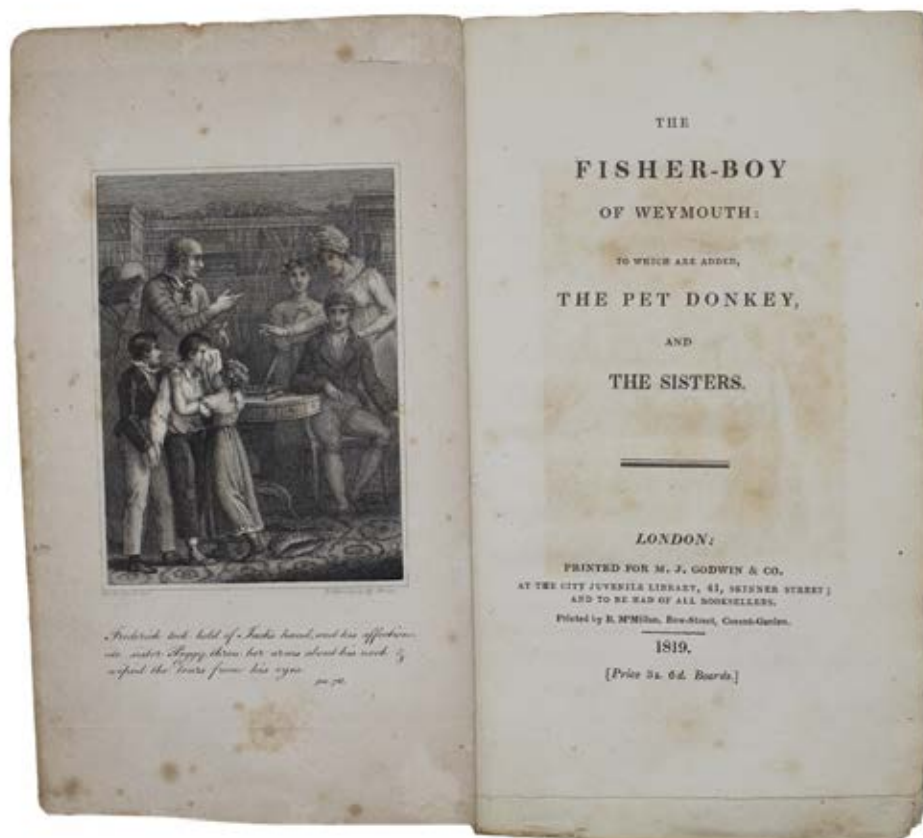 Frederick took hold of Jack's hand, and his affection-
ate sister Peggy threw her arms about his neck &
wiped the tears from his eyes
THE
FISHER-BOY
OF WEYMOUTH:
TO WHICH ARE ADDED,
THE PET DONKEY,
AND
THE SISTERS.
LONDON:
PRINTED FOR M. J. GODWIN & CO.
AT THE CITY JUVENILE LIBRARY, 41, SKINNER STREET;
AND TO BE HAD OF ALL BOOKSELLERS.
Printed by B. M'Millan, Bow-Street, Covent-Garden.
1819.
[Price 3s. 6d. Boards.]